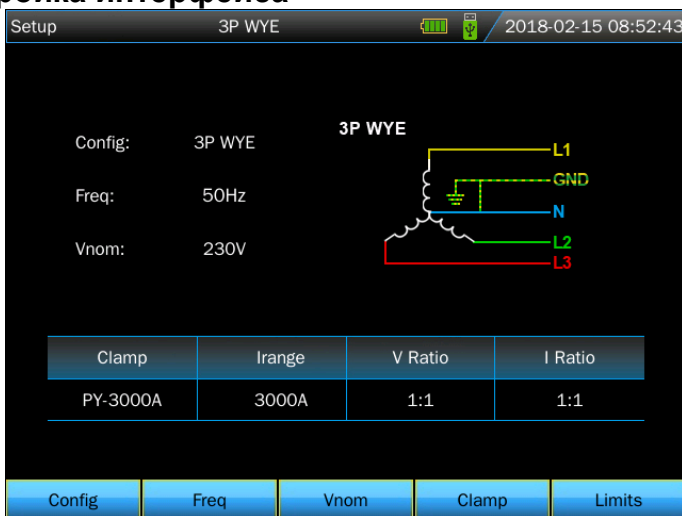 ройка интерфейса
Setup 3P WYE 2018-02-15 08:52:43
3P WYE
Config: 3P WYE
L1
GND
Freq: 50Hz
N
L2
Vnom: 230V
L3
Clamp Irange V Ratio I Ratio
PY-3000A 3000A 1:1 1:1
Config Freq Vnom Clamp Limits